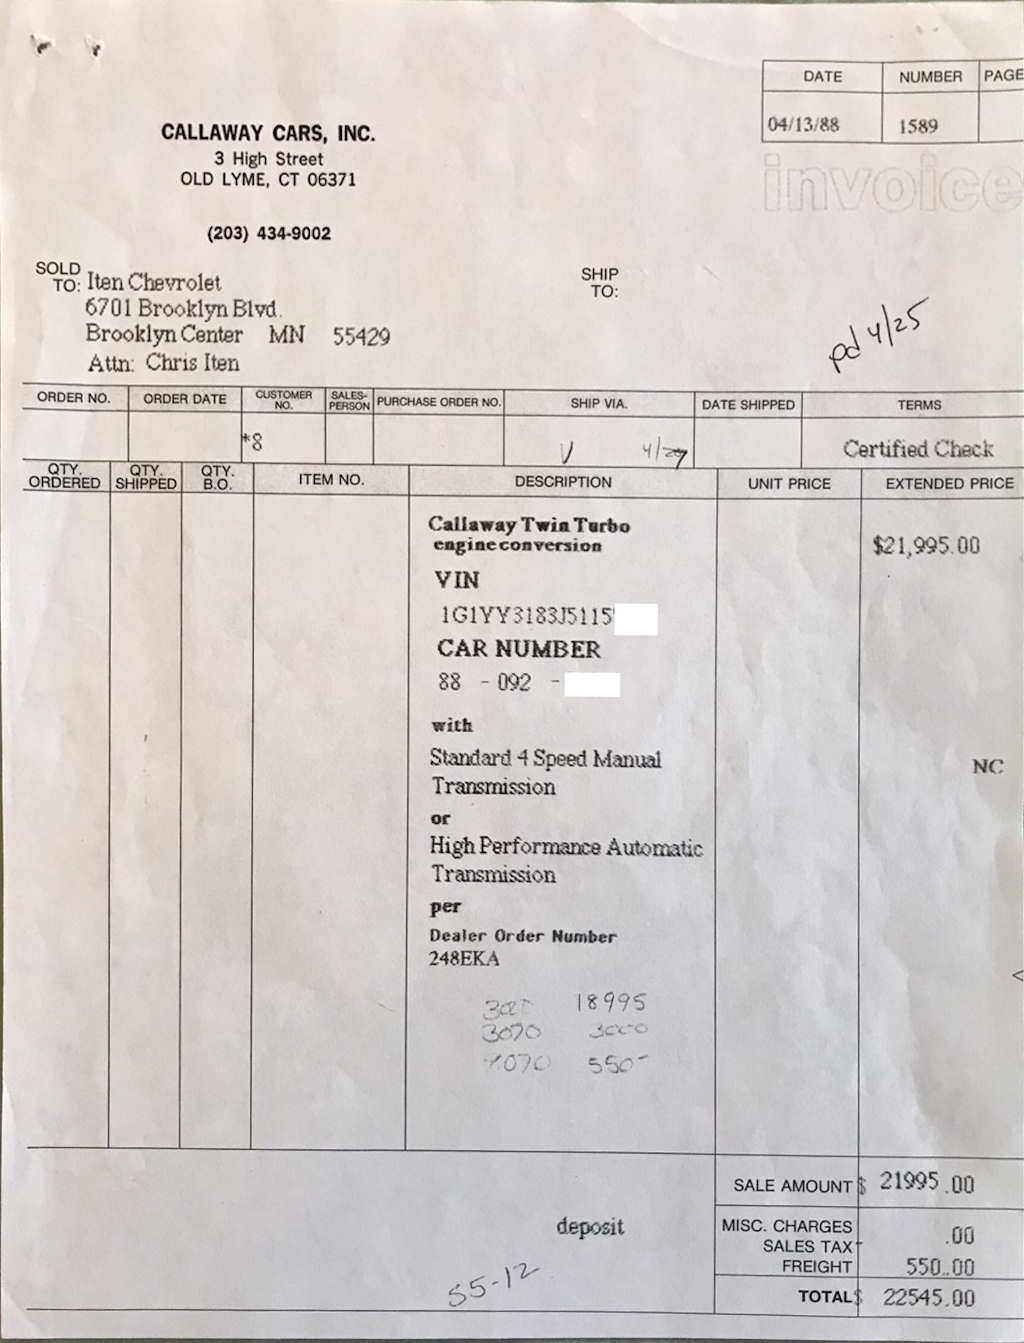 DATE NUMBER PAGE
04/13/88 1589
invoice
CALLAWAY CARS, INC.
3 High Street
OLD LYME, CT 06371
(203) 434-9002
SOLD TO: Iten Chevrolet
6701 Brooklyn Blvd.
Brooklyn Center MN 55429
Attn: Chris Iten
SHIP TO:
pd 4/25
ORDER NO. ORDER DATE CUSTOMER NO. SALES-PERSON PURCHASE ORDER NO. SHIP VIA. DATE SHIPPED TERMS
*8 4/29 Certified Check
QTY. ORDERED QTY. SHIPPED QTY. B.O. ITEM NO. DESCRIPTION UNIT PRICE EXTENDED PRICE
Callaway Twin Turbo
engine conversion $21,995.00
VIN
1G1YY3183J5115
CAR NUMBER
88 - 092 -
with
Standard 4 Speed Manual NC
Transmission
or
High Performance Automatic
Transmission
per
Dealer Order Number
248EKA
18995
3070 3000
550-
SALE AMOUNT $ 21995.00
MISC. CHARGES .00
deposit
SALES TAX
FREIGHT 550..00
55-12
TOTAL $ 22545.00